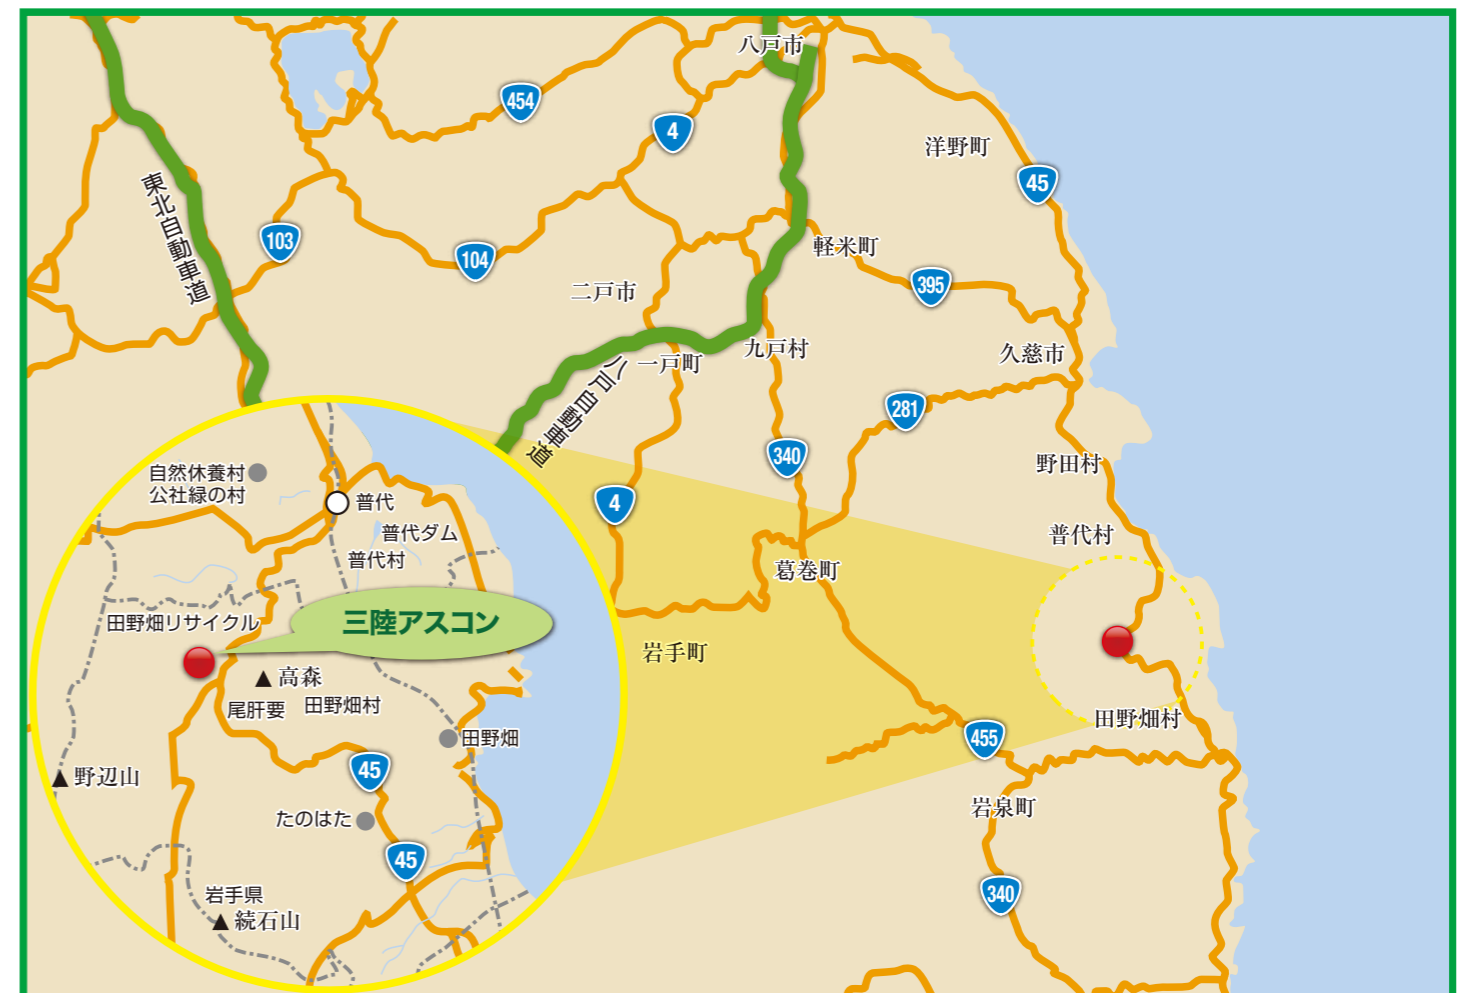 八戸市
454
4
洋野町
45
東北自動車道
103
104
軽米町
395
二戸市
九戸村
一戸町
久慈市
八戸自動車道
281
340
野田村
4
普代村
葛巻町
岩手町
田野畑村
455
岩泉町
340
自然休養村
公社緑の村
普代
普代ダム
普代村
田野畑リサイクル
三陸アスコン
高森
尾肝要
田野畑村
田野畑
45
野辺山
たのはた
45
岩手県
続石山